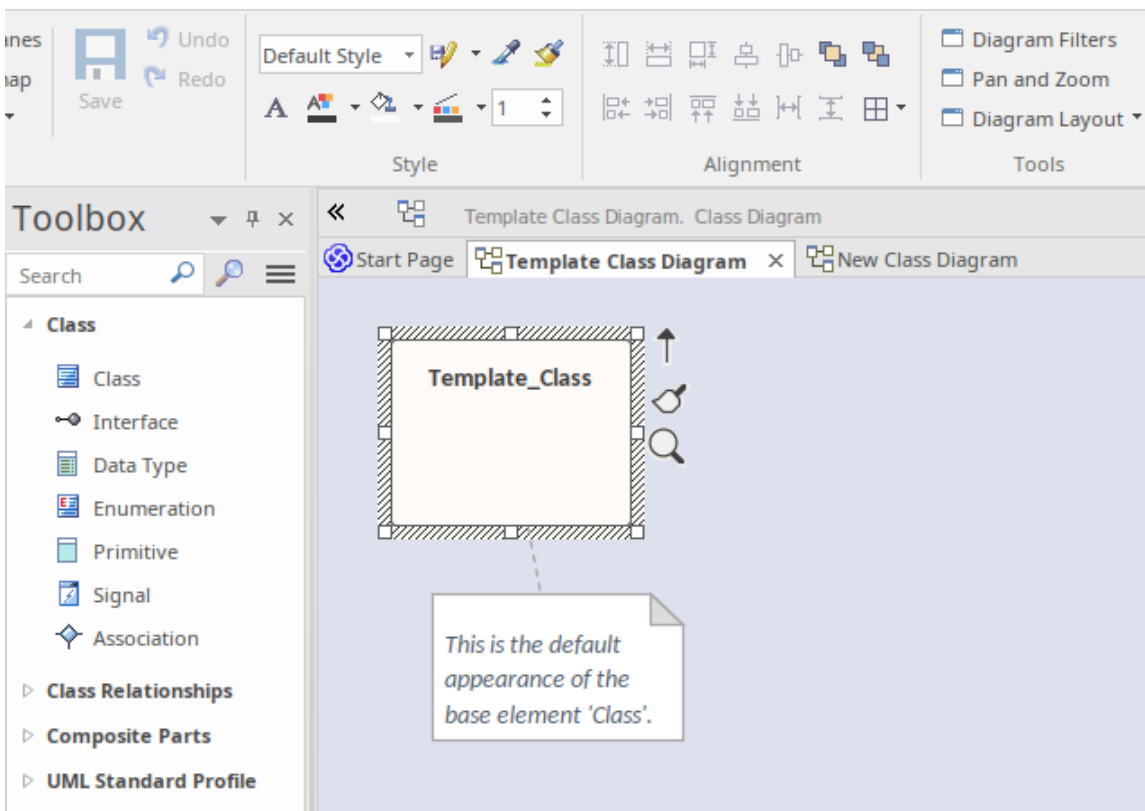 Undo
Redo
Save
Default Style
A
A
1
Style
Alignment
Diagram Filters
Pan and Zoom
Diagram Layout
Tools
Toolbox
Search
Class
Class
Interface
Data Type
Enumeration
Primitive
Signal
Association
Class Relationships
Composite Parts
UML Standard Profile
Template Class Diagram. Class Diagram
Start Page
Template Class Diagram
New Class Diagram
Template_Class
This is the default
appearance of the
base element 'Class'.